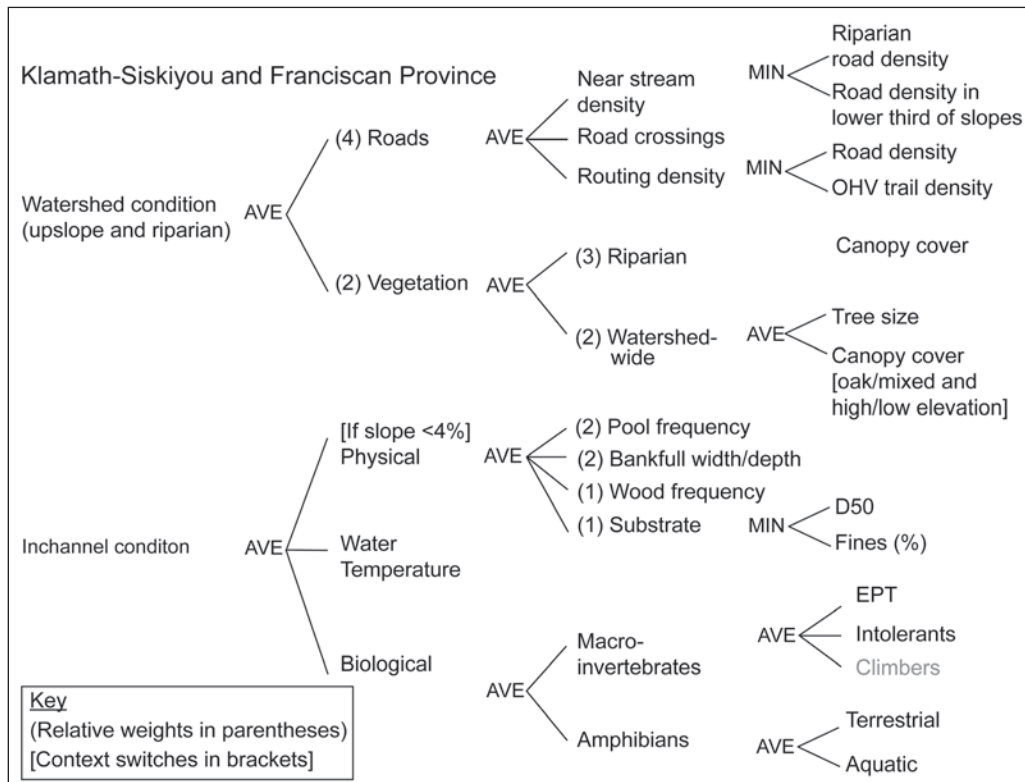 Klamath-Siskiyou and Franciscan Province
Watershed condition
(upslope and riparian)
AVE
(4) Roads
AVE
Near stream
density
MIN
Riparian
road density
Road density in
lower third of slopes
Road crossings
Routing density
MIN
Road density
OHV trail density
(2) Vegetation
AVE
(3) Riparian
Canopy cover
(2) Watershed-
wide
AVE
Tree size
Canopy cover
[oak/mixed and
high/low elevation]
Inchannel conditon
AVE
[If slope <4%]
Physical
AVE
(2) Pool frequency
(2) Bankfull width/depth
(1) Wood frequency
(1) Substrate
MIN
D50
Fines (%)
Water
Temperature
Biological
AVE
Macro-
invertebrates
AVE
EPT
Intolerants
Climbers
Amphibians
AVE
Terrestrial
Aquatic
Key
(Relative weights in parentheses)
[Context switches in brackets]